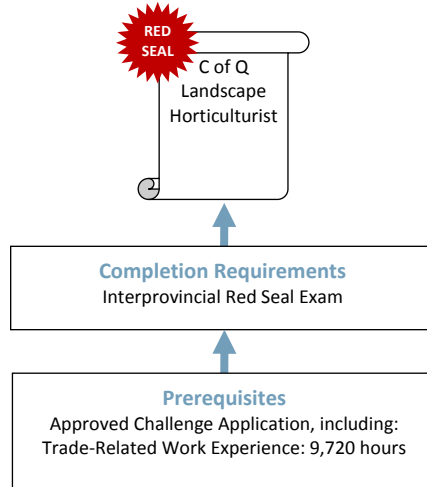 RED
SEAL
C of Q
Landscape
Horticulturist
Completion Requirements
Interprovincial Red Seal Exam
Prerequisites
Approved Challenge Application, including:
Trade-Related Work Experience: 9,720 hours